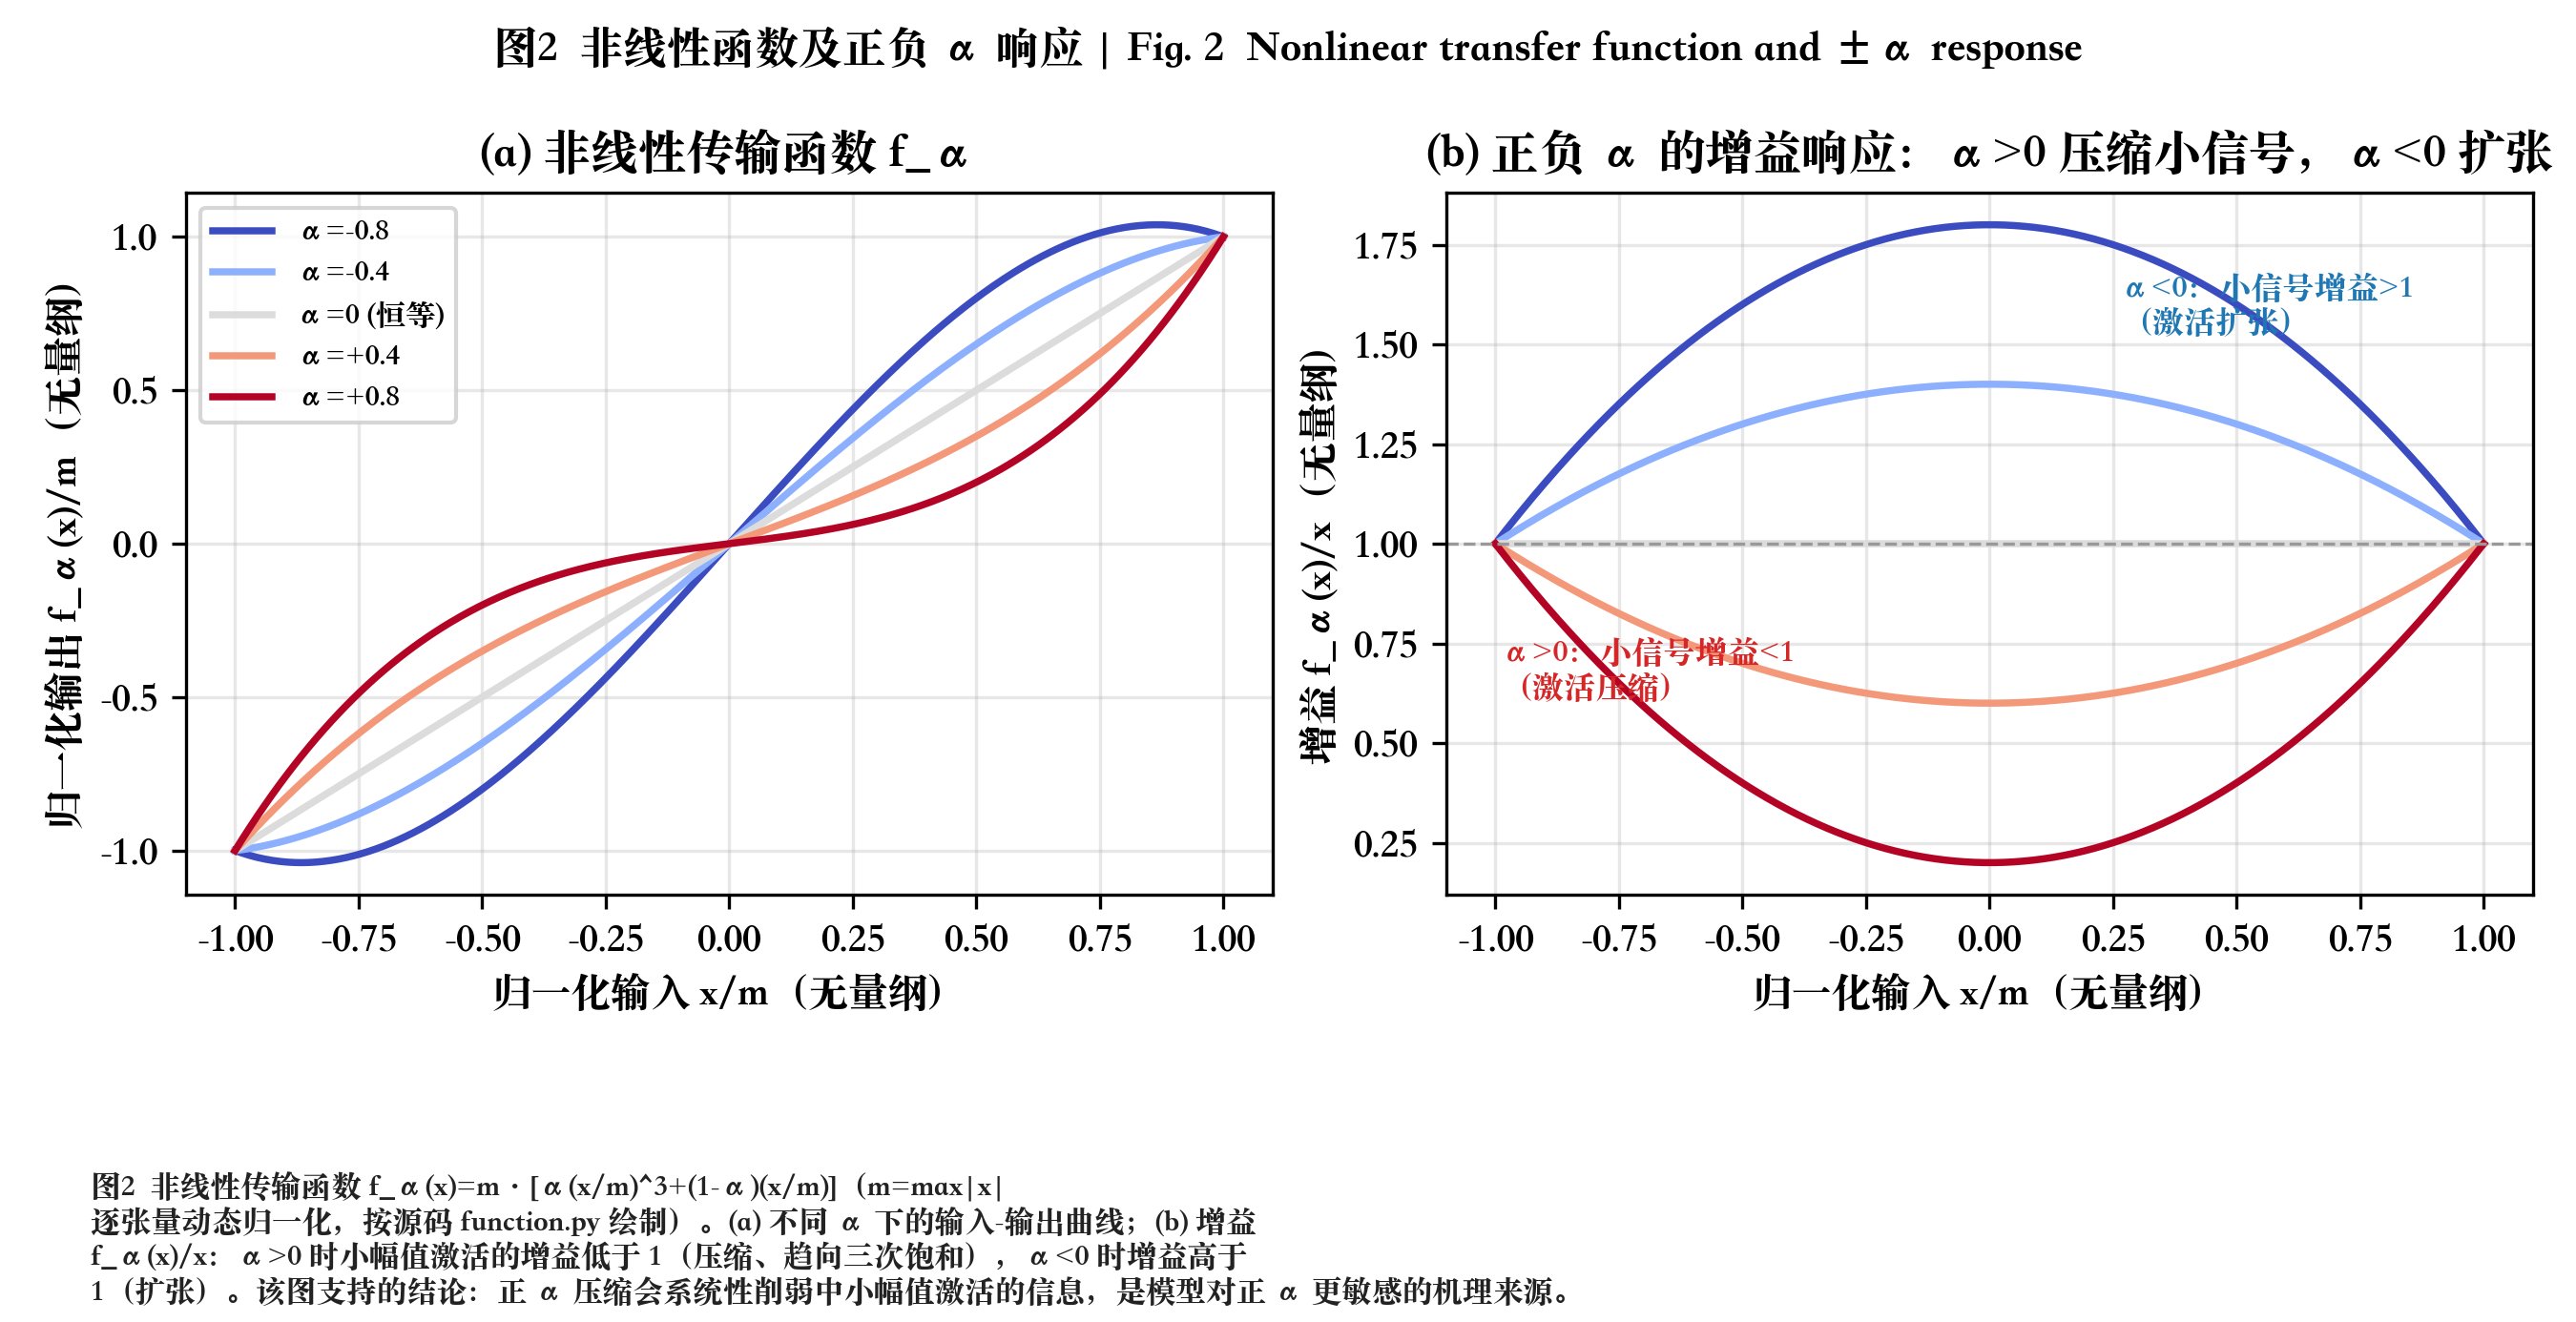 图2 非线性函数及正负 α 响应 | Fig. 2 Nonlinear transfer function and ± α response
(a) 非线性传输函数 f_α
归一化输出 f_α(x)/m (无量纲)
1.0
0.5
0.0
-0.5
-1.0
α=-0.8
α=-0.4
α=0 (恒等)
α=+0.4
α=+0.8
-1.00 -0.75 -0.50 -0.25 0.00 0.25 0.50 0.75 1.00
归一化输入 x/m (无量纲)
(b) 正负 α 的增益响应: α>0 压缩小信号, α<0 扩张
增益 f_α(x)/x (无量纲)
1.75
1.50
1.25
1.00
0.75
0.50
0.25
α<0: 小信号增益>1
(激活扩张)
α>0: 小信号增益<1
(激活压缩)
-1.00 -0.75 -0.50 -0.25 0.00 0.25 0.50 0.75 1.00
归一化输入 x/m (无量纲)
图2 非线性传输函数 f_α(x)=m·[α(x/m)^3+(1-α)(x/m)] (m=max|x|
逐张量动态归一化, 按源码 function.py 绘制) 。(a) 不同 α 下的输入-输出曲线; (b) 增益
f_α(x)/x: α>0 时小幅值激活的增益低于 1 (压缩、趋向三次饱和) , α<0 时增益高于
1 (扩张) 。该图支持的结论: 正 α 压缩会系统性削弱中小幅值激活的信息, 是模型对正 α 更敏感的机理来源。